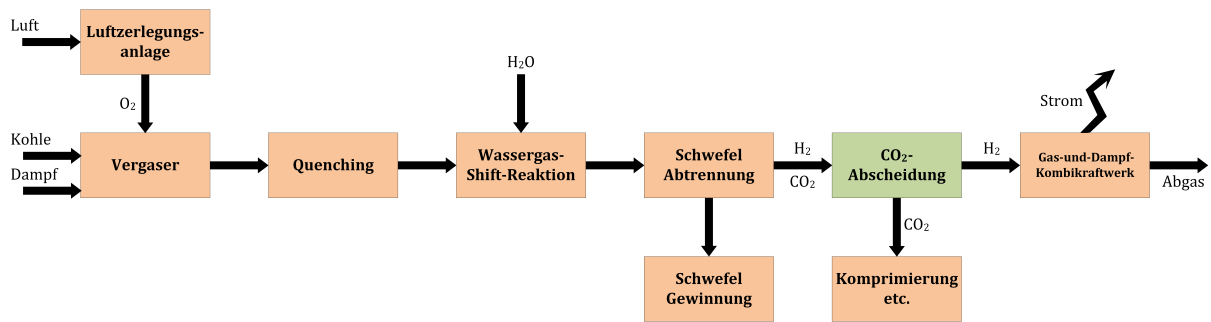 Luft
Luftzerlegungs-
anlage
O₂
H₂O
Strom
Kohle
Dampf
Vergaser
Quenching
Wassergas-
Shift-Reaktion
Schwefel
Abtrennung
H₂
CO₂
CO₂-
Abscheidung
H₂
Gas-und-Dampf-
Kombikraftwerk
Abgas
CO₂
Schwefel
Gewinnung
Komprimierung
etc.